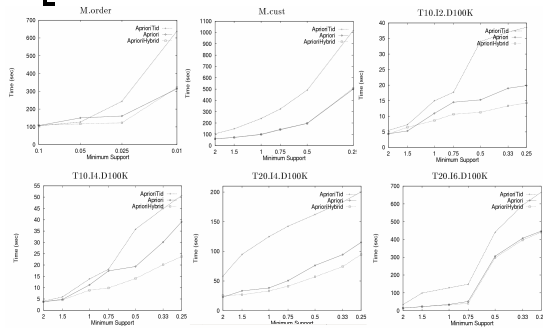 M.order
700
600
500
400
300
200
100
0
0.1
0.05
0.025
0.01
Time (sec)
Minimum Support
AprioriTid
Apriori
AprioriHybrid
M.cust
1100
1000
900
800
700
600
500
400
300
200
100
0
2
1.5
1
0.75
0.5
0.25
Time (sec)
Minimum Support
AprioriTid
Apriori
AprioriHybrid
T10.I2.D100K
40
35
30
25
20
15
10
5
0
2
1.5
1
0.75
0.5
0.33
0.25
Time (sec)
Minimum Support
AprioriTid
Apriori
AprioriHybrid
T10.I4.D100K
55
50
45
40
35
30
25
20
15
10
5
0
2
1.5
1
0.75
0.5
0.33
0.25
Time (sec)
Minimum Support
AprioriTid
Apriori
AprioriHybrid
T20.I4.D100K
200
150
100
50
0
2
1.5
1
0.75
0.5
0.33
0.25
Time (sec)
Minimum Support
AprioriTid
Apriori
AprioriHybrid
T20.I6.D100K
700
600
500
400
300
200
100
0
2
1.5
1
0.75
0.5
0.33
Time (sec)
Minimum Support
AprioriTid
Apriori
AprioriHybrid